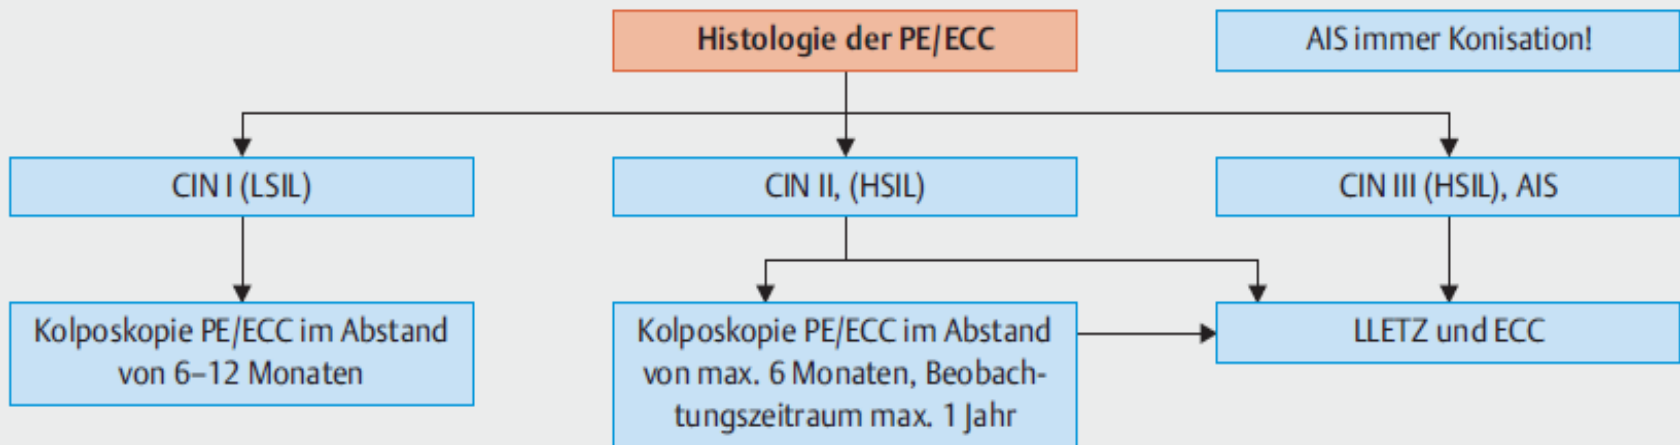 Histologie der PE/ECC
AIS immer Konisation!
CIN I (LSIL)
CIN II, (HSIL)
CIN III (HSIL), AIS
Kolposkopie PE/ECC im Abstand
von 6–12 Monaten
Kolposkopie PE/ECC im Abstand
von max. 6 Monaten, Beobach-
tungszeitraum max. 1 Jahr
LLETZ und ECC